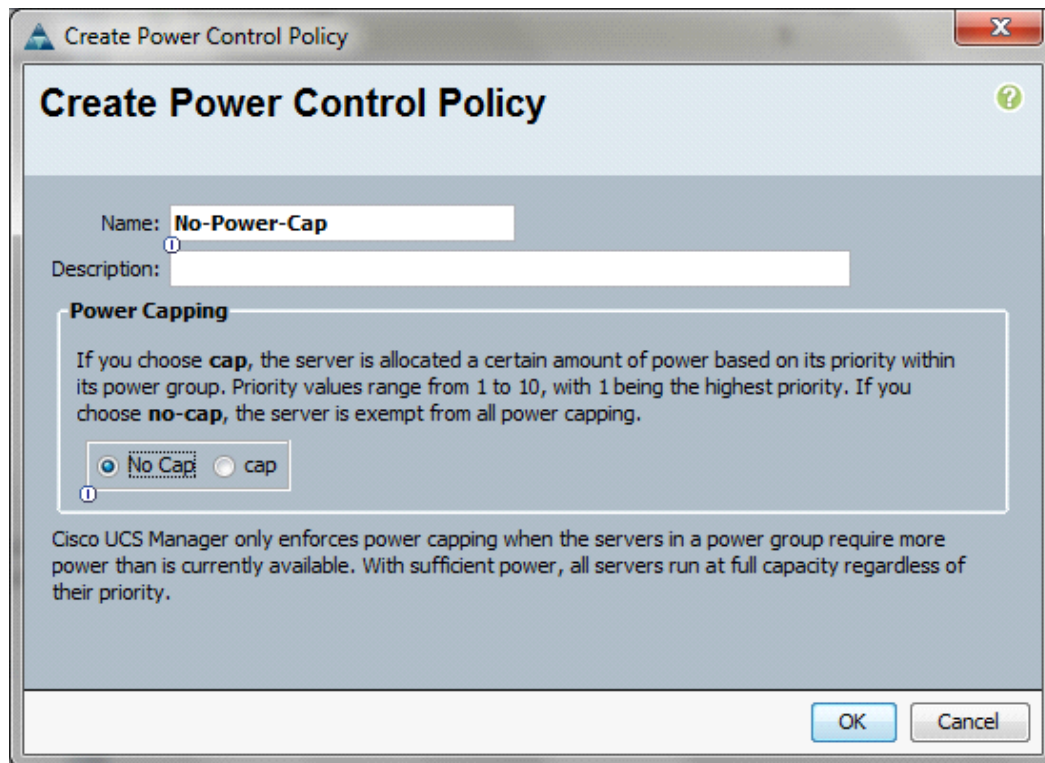 Create Power Control Policy
Create Power Control Policy
Name: No-Power-Cap
Description:
Power Capping
If you choose cap, the server is allocated a certain amount of power based on its priority within
its power group. Priority values range from 1 to 10, with 1 being the highest priority. If you
choose no-cap, the server is exempt from all power capping.
No Cap cap
Cisco UCS Manager only enforces power capping when the servers in a power group require more
power than is currently available. With sufficient power, all servers run at full capacity regardless of
their priority.
OK Cancel